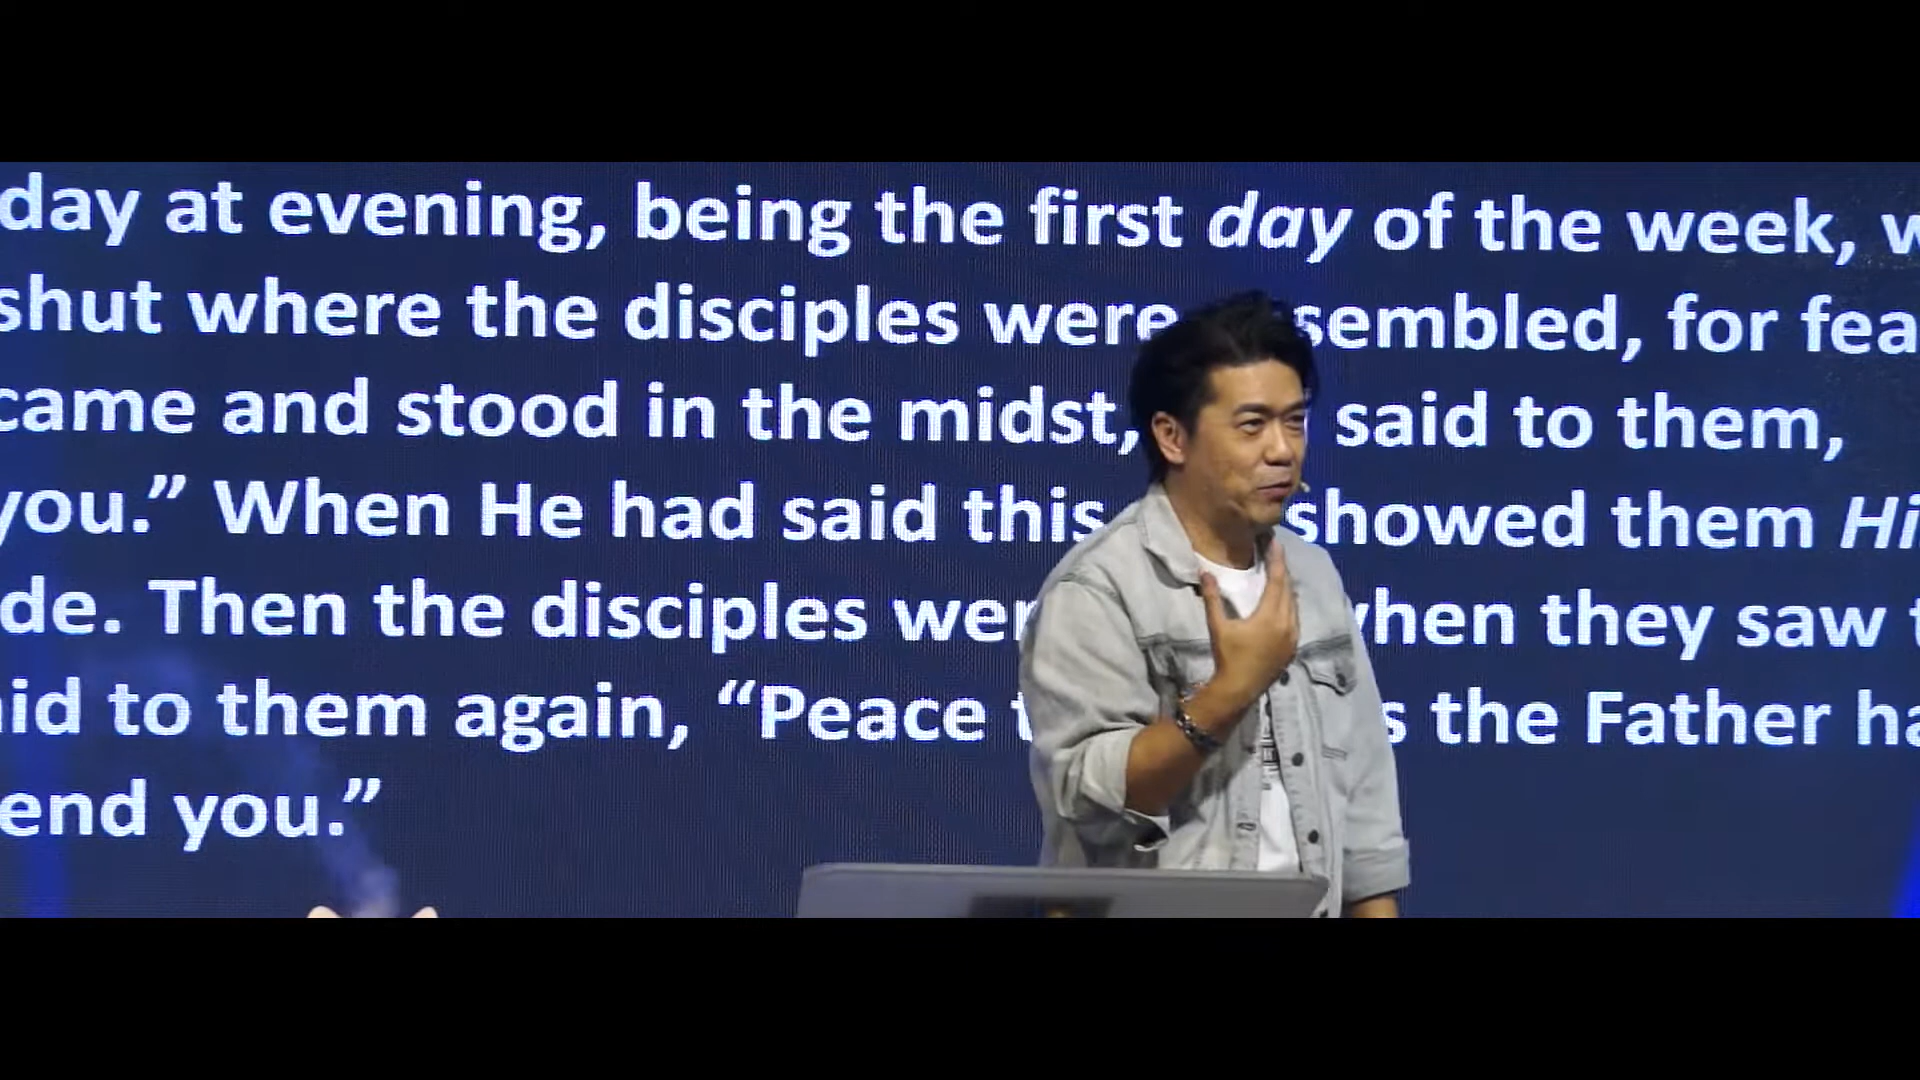 day at evening, being the first day of the week, w
shut where the disciples were sembled, for fea
came and stood in the midst, said to them,
you.” When He had said this showed them Hi
de. Then the disciples wer when they saw t
aid to them again, “Peace t s the Father ha
end you.”